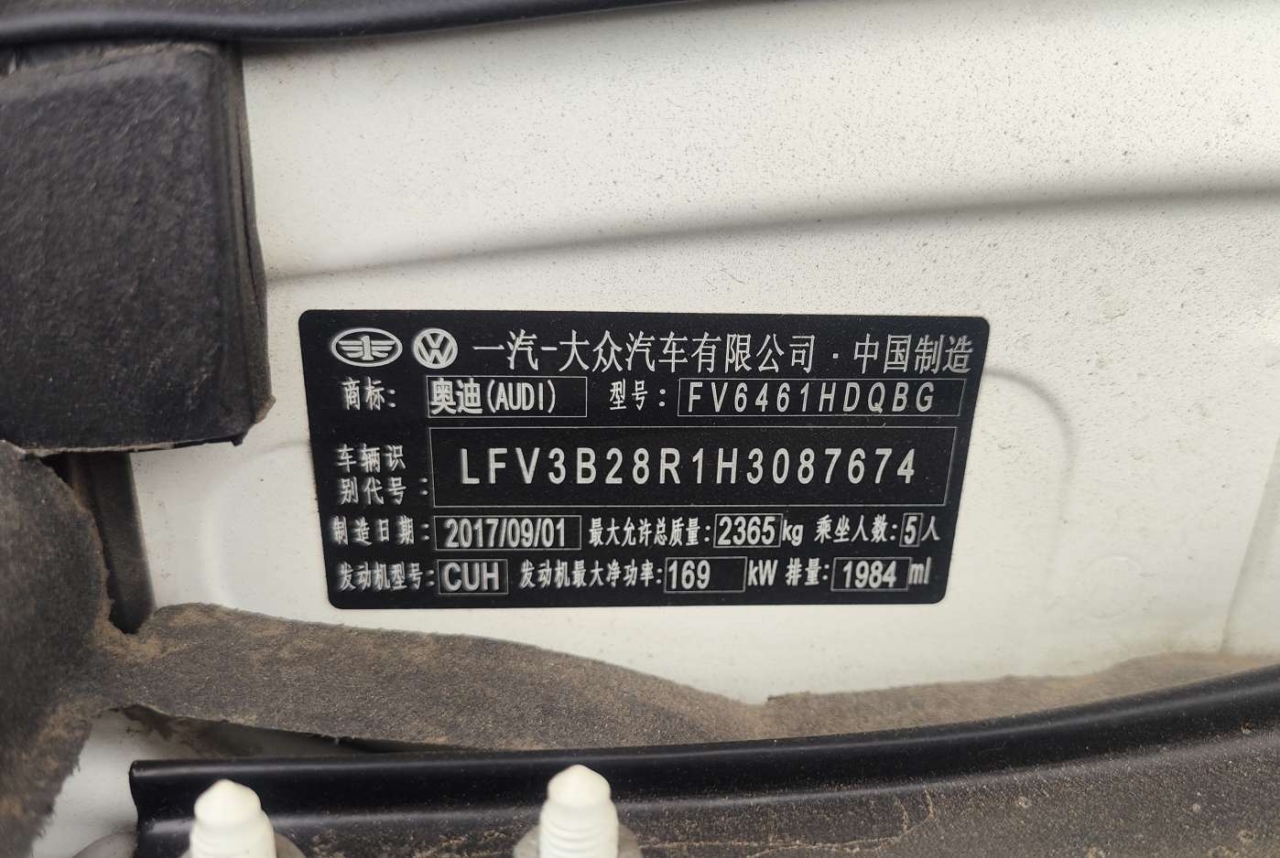 一汽-大众汽车有限公司·中国制造
商标: 奥迪(AUDI) 型号: FV6461HDQBG
车辆识
别代号: LFV3B28R1H3087674
制造日期: 2017/09/01 最大允许总质量: 2365 kg 乘坐人数: 5 人
发动机型号: CUH 发动机最大净功率: 169 kW 排量: 1984 ml